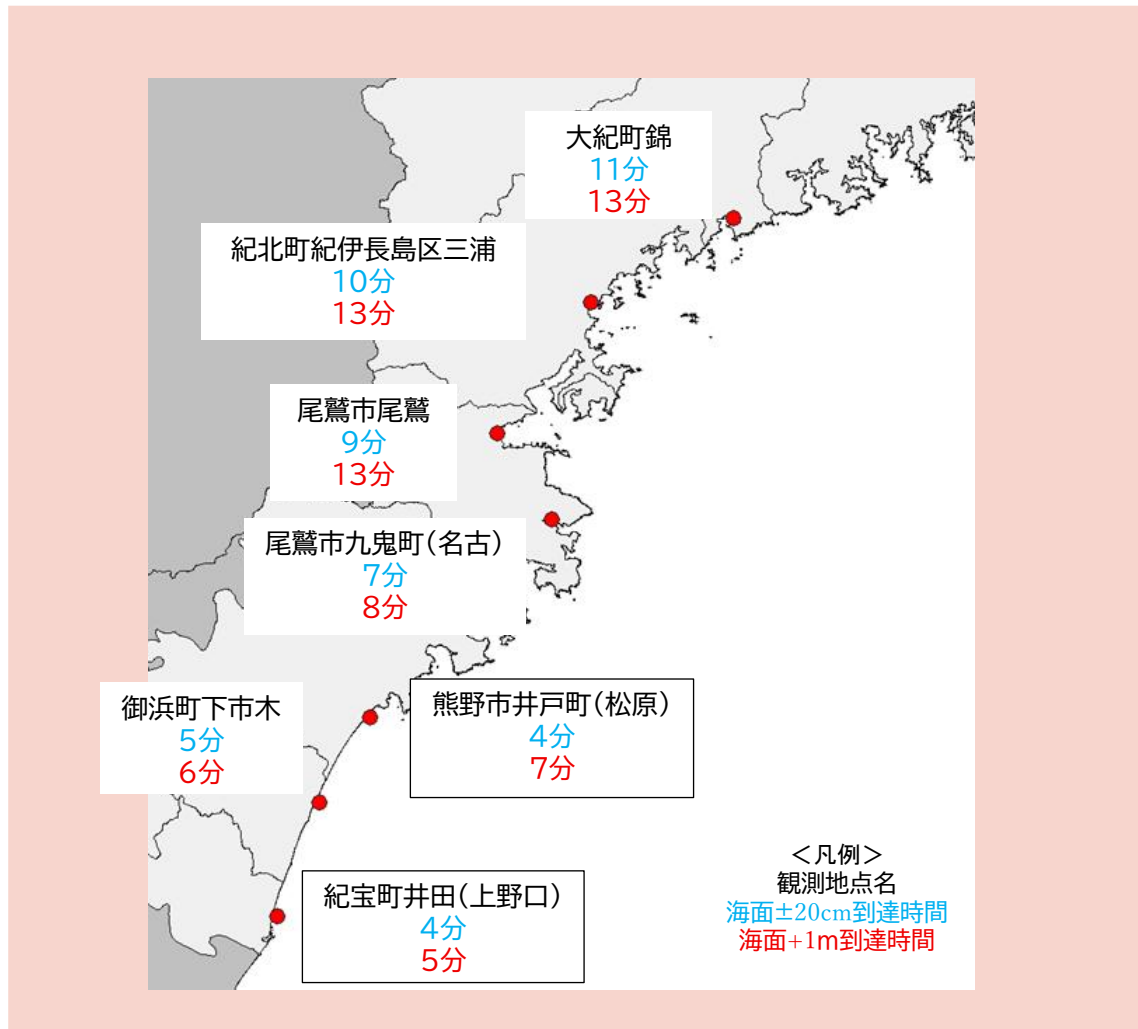 大紀町錦
11分
13分
紀北町紀伊長島区三浦
10分
13分
尾鷲市尾鷲
9分
13分
尾鷲市九鬼町(名古)
7分
8分
御浜町下市木
5分
6分
熊野市井戸町(松原)
4分
7分
紀宝町井田(上野口)
4分
5分
<凡例>
観測地点名
海面±20cm到達時間
海面+1m到達時間